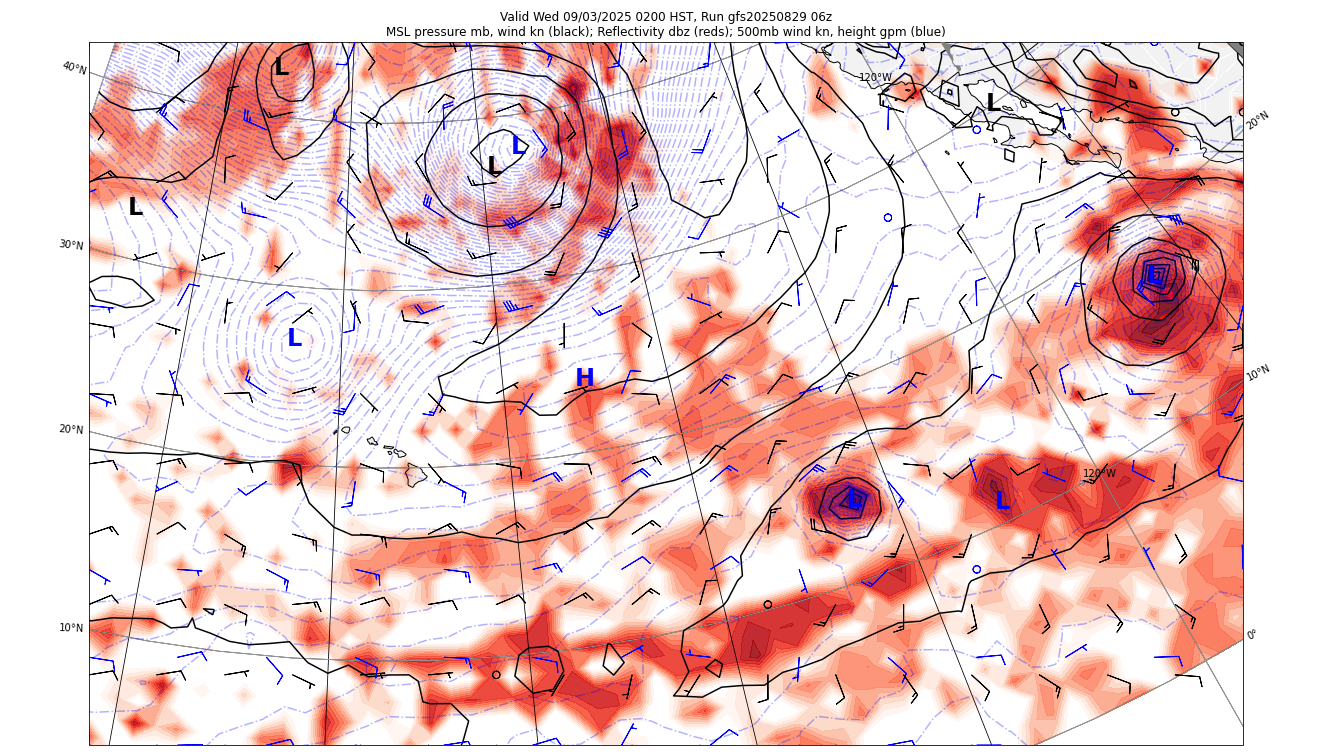 Valid Wed 09/03/2025 0200 HST, Run gfs20250829 06z
MSL pressure mb, wind kn (black); Reflectivity dbz (reds); 500mb wind kn, height gpm (blue)
40°N
L
120°W
L
20°N
L
L
L
30°N
L
L
H
10°N
20°N
120°W
L
L
10°N
0°